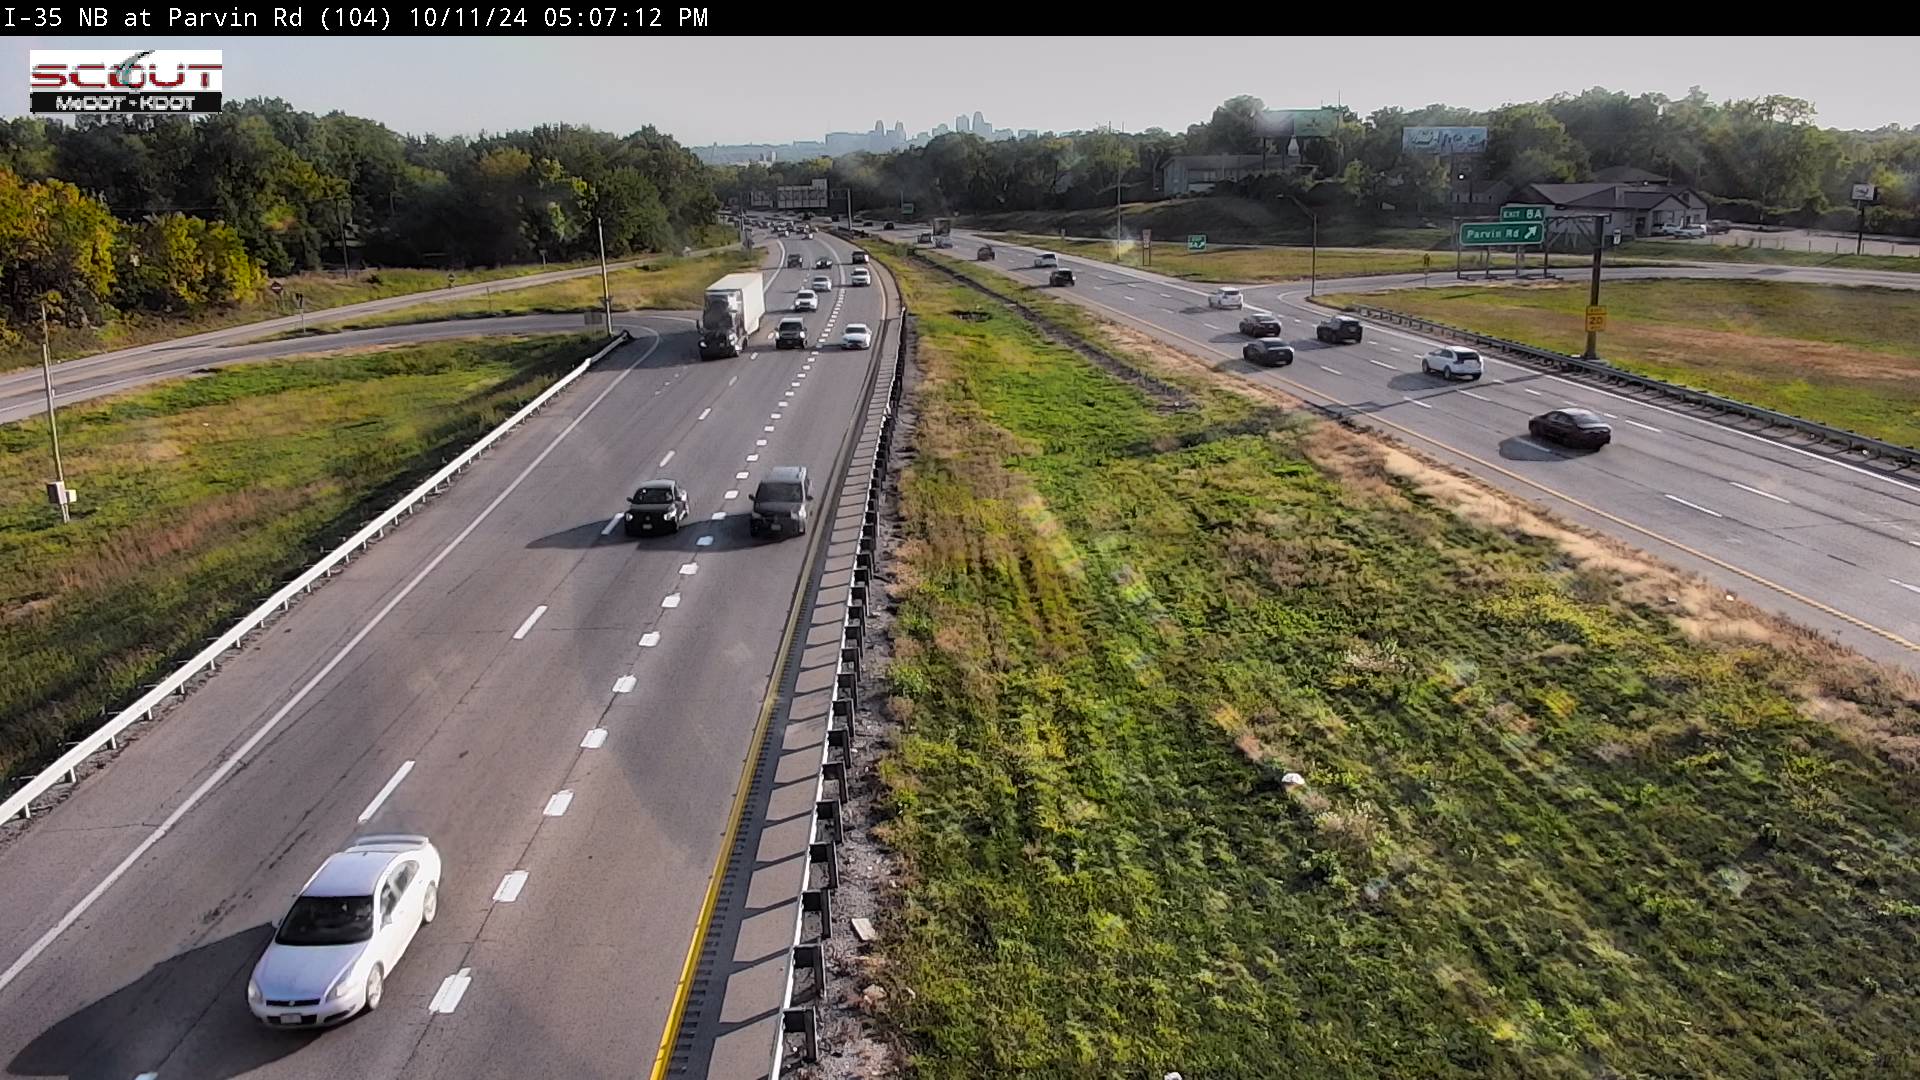 I-35 NB at Parvin Rd (104) 10/11/24 05:07:12 PM
SCOUT
MoDOT - KDOT
EXIT 8A
Parvin Rd